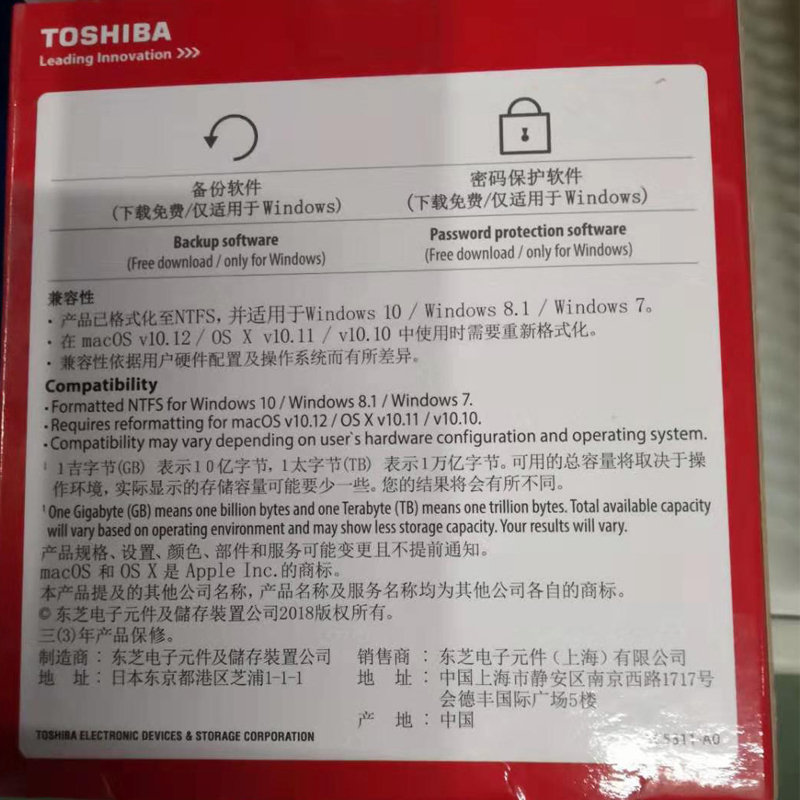 TOSHIBA
Leading Innovation >>>
备份软件
(下载免费/仅适用于Windows)
密码保护软件
(下载免费/仅适用于Windows)
Backup software
(Free download / only for Windows)
Password protection software
(Free download / only for Windows)
兼容性
· 产品已格式化至NTFS, 并适用于Windows 10 / Windows 8.1 / Windows 7。
· 在 macOS v10.12 / OS X v10.11 / v10.10 中使用时需要重新格式化。
· 兼容性依据用户硬件配置及操作系统而有所差异。
Compatibility
· Formatted NTFS for Windows 10 / Windows 8.1 / Windows 7.
· Requires reformatting for macOS v10.12 / OS X v10.11 / v10.10.
· Compatibility may vary depending on user`s hardware configuration and operating system.
¹ 1吉字节(GB) 表示10亿字节, 1太字节(TB) 表示1万亿字节。可用的总容量将取决于操
作环境, 实际显示的存储容量可能要少一些。您的结果将会有所不同。
¹ One Gigabyte (GB) means one billion bytes and one Terabyte (TB) means one trillion bytes. Total available capacity
will vary based on operating environment and may show less storage capacity. Your results will vary.
产品规格、设置、颜色、部件和服务可能变更且不提前通知。
macOS 和 OS X 是 Apple Inc.的商标。
本产品提及的其他公司名称, 产品名称及服务名称均为其他公司各自的商标。
© 东芝电子元件及儲存裝置公司2018版权所有。
三(3)年产品保修。
制造商：东芝电子元件及儲存裝置公司
地 址：日本东京都港区芝浦1-1-1
销售商：东芝电子元件（上海）有限公司
地 址：中国上海市静安区南京西路1717号
会德丰国际广场5楼
产 地：中国
TOSHIBA ELECTRONIC DEVICES & STORAGE CORPORATION
5311-A0